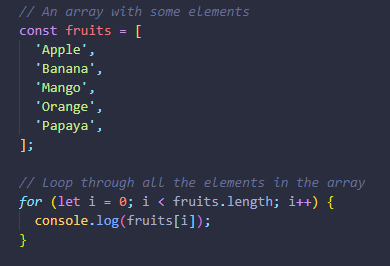 // An array with some elements
const fruits = [
  'Apple',
  'Banana',
  'Mango',
  'Orange',
  'Papaya',
];

// Loop through all the elements in the array
for (let i = 0; i < fruits.length; i++) {
  console.log(fruits[i]);
}